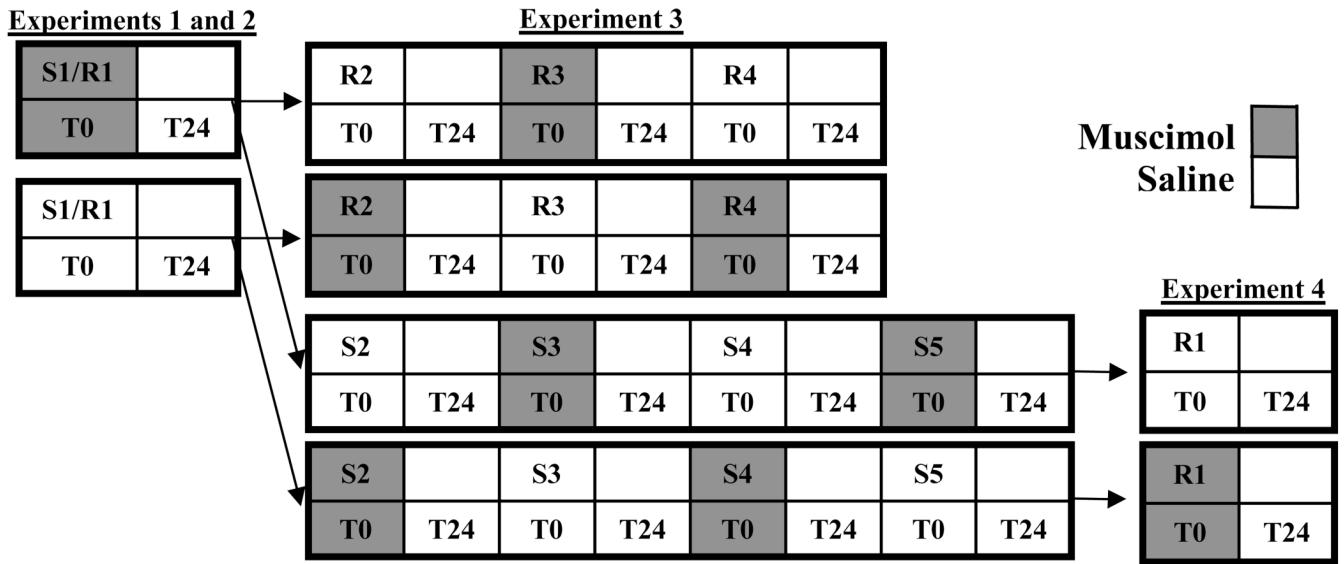 Experiments 1 and 2
S1/R1
T0 T24
S1/R1
T0 T24
Experiment 3
R2 R3 R4
T0 T24 T0 T24 T0 T24
R2 R3 R4
T0 T24 T0 T24 T0 T24
S2 S3 S4 S5
T0 T24 T0 T24 T0 T24 T0 T24
S2 S3 S4 S5
T0 T24 T0 T24 T0 T24 T0 T24
Muscimol
Saline
Experiment 4
R1
T0 T24
R1
T0 T24